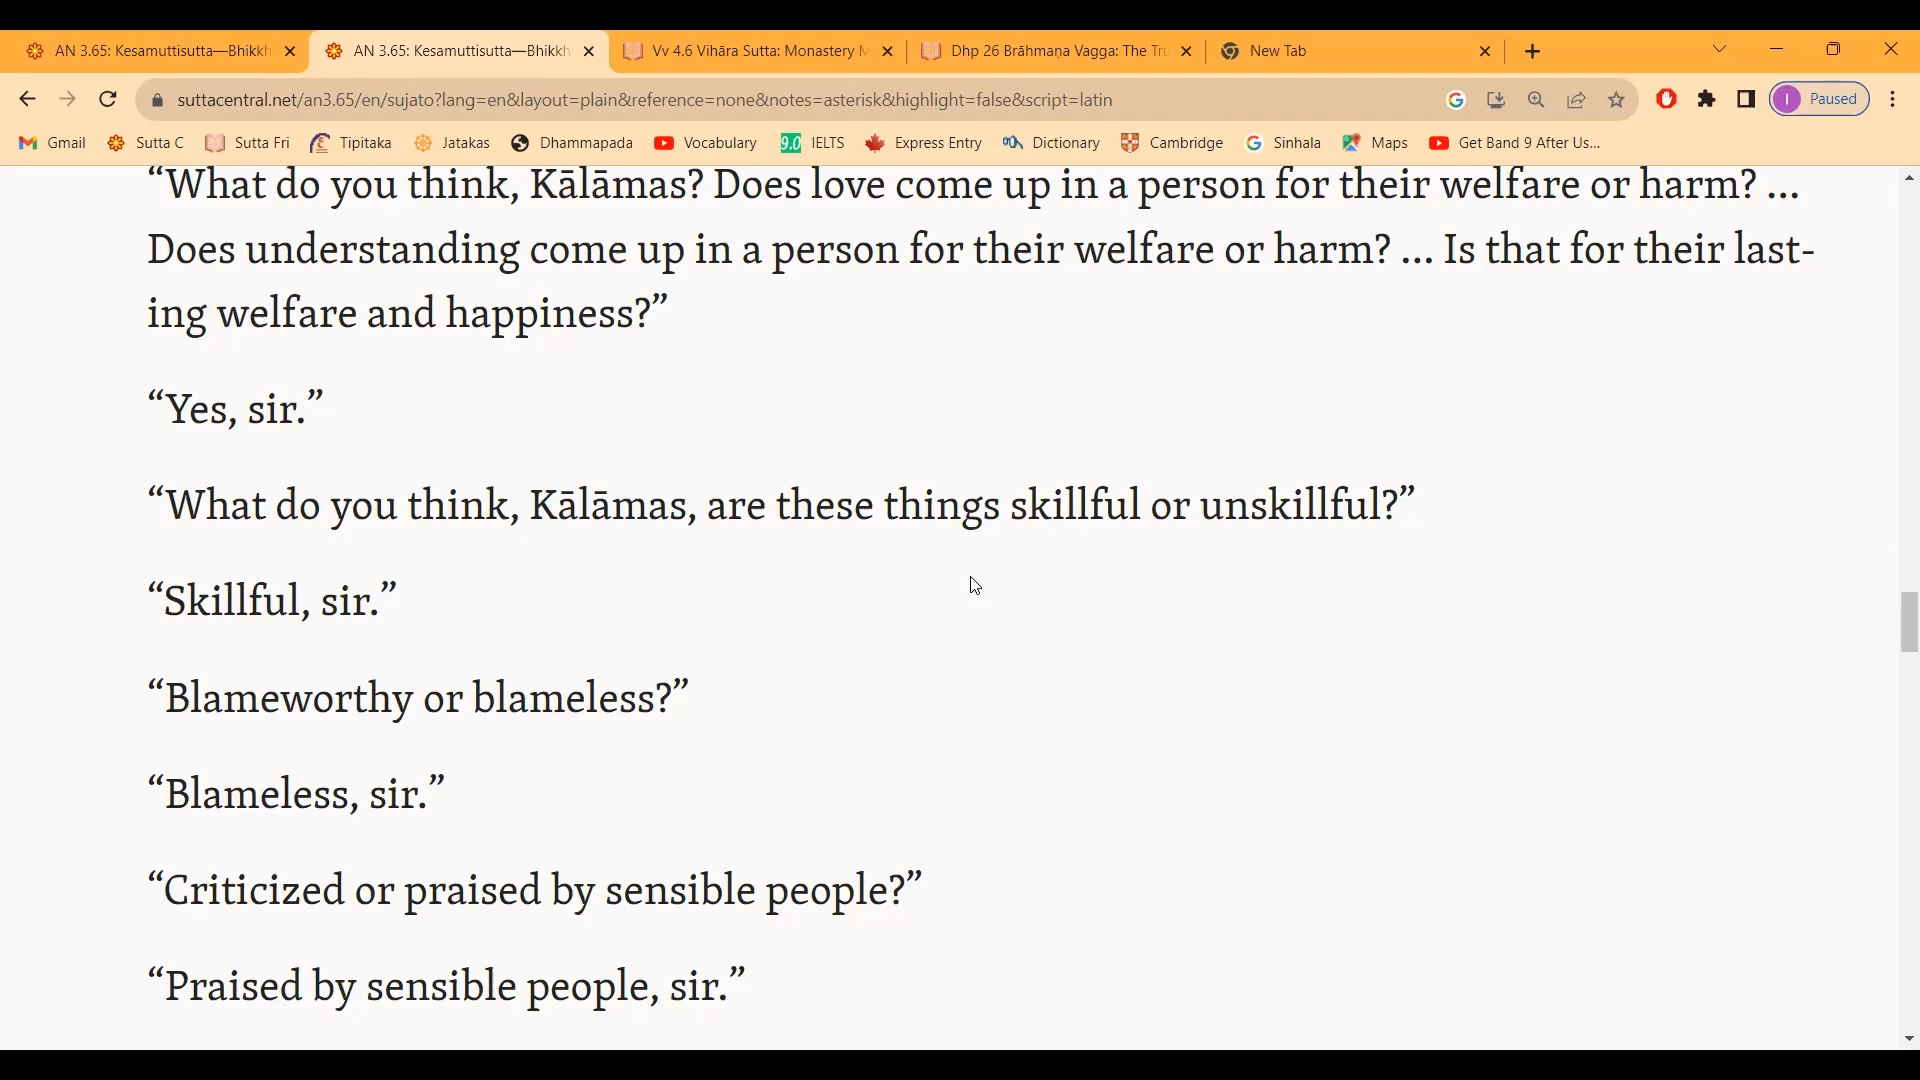 AN 3.65: Kesamuttisutta—Bhikkh
AN 3.65: Kesamuttisutta—Bhikkh
Vv 4.6 Vihāra Sutta: Monastery M
Dhp 26 Brāhmaṇa Vagga: The Tru
New Tab
suttacentral.net/an3.65/en/sujato?lang=en&layout=plain&reference=none&notes=asterisk&highlight=false&script=latin
I Paused
Gmail
Sutta C
Sutta Fri
Tipitaka
Jatakas
Dhammapada
Vocabulary
9.0 IELTS
Express Entry
Dictionary
Cambridge
Sinhala
Maps
Get Band 9 After Us...
“What do you think, Kālāmas? Does love come up in a person for their welfare or harm? …
Does understanding come up in a person for their welfare or harm? … Is that for their last-
ing welfare and happiness?”
“Yes, sir.”
“What do you think, Kālāmas, are these things skillful or unskillful?”
“Skillful, sir.”
“Blameworthy or blameless?”
“Blameless, sir.”
“Criticized or praised by sensible people?”
“Praised by sensible people, sir.”